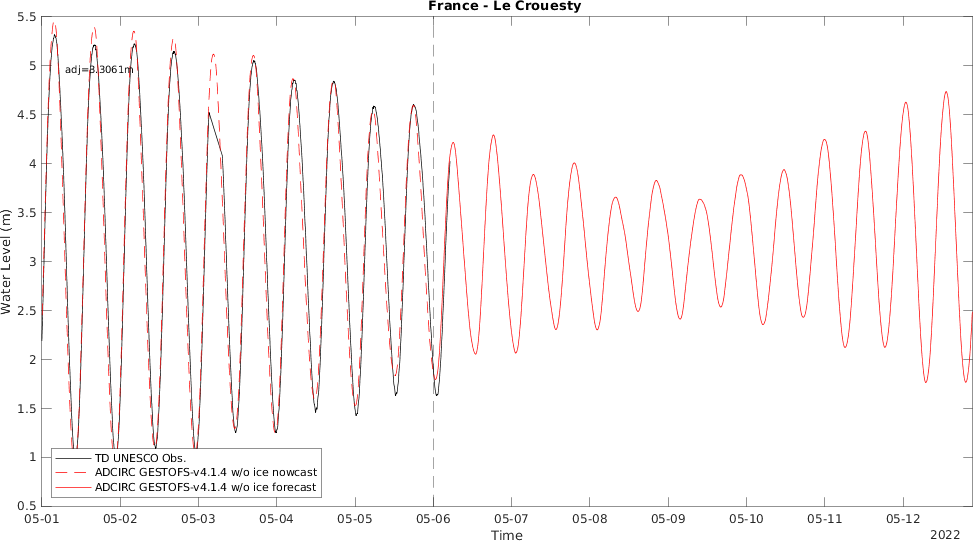 France - Le Crouesty
5.5
5
4.5
4
3.5
3
2.5
2
1.5
1
0.5
Water Level (m)
adj=3.3061m
TD UNESCO Obs.
ADCIRC GESTOFS-v4.1.4 w/o ice nowcast
ADCIRC GESTOFS-v4.1.4 w/o ice forecast
05-01 05-02 05-03 05-04 05-05 05-06 05-07 05-08 05-09 05-10 05-11 05-12
Time
2022